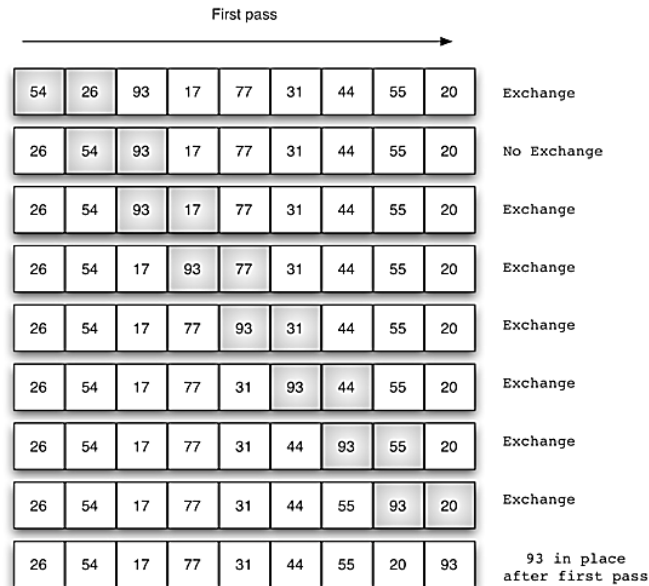 First pass
54 26 93 17 77 31 44 55 20 Exchange
26 54 93 17 77 31 44 55 20 No Exchange
26 54 93 17 77 31 44 55 20 Exchange
26 54 17 93 77 31 44 55 20 Exchange
26 54 17 77 93 31 44 55 20 Exchange
26 54 17 77 31 93 44 55 20 Exchange
26 54 17 77 31 44 93 55 20 Exchange
26 54 17 77 31 44 55 93 20 Exchange
26 54 17 77 31 44 55 20 93 93 in place
after first pass